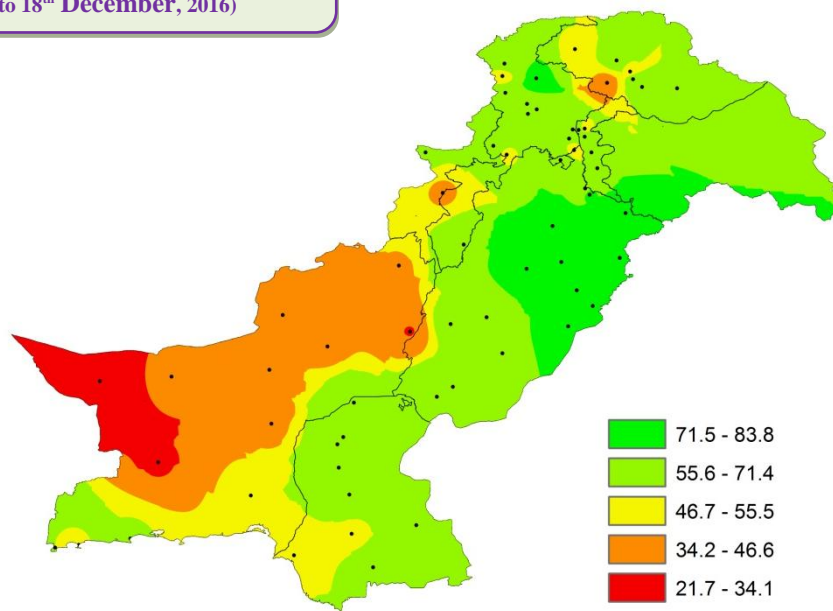 to 18th December, 2016)
71.5 - 83.8
55.6 - 71.4
46.7 - 55.5
34.2 - 46.6
21.7 - 34.1